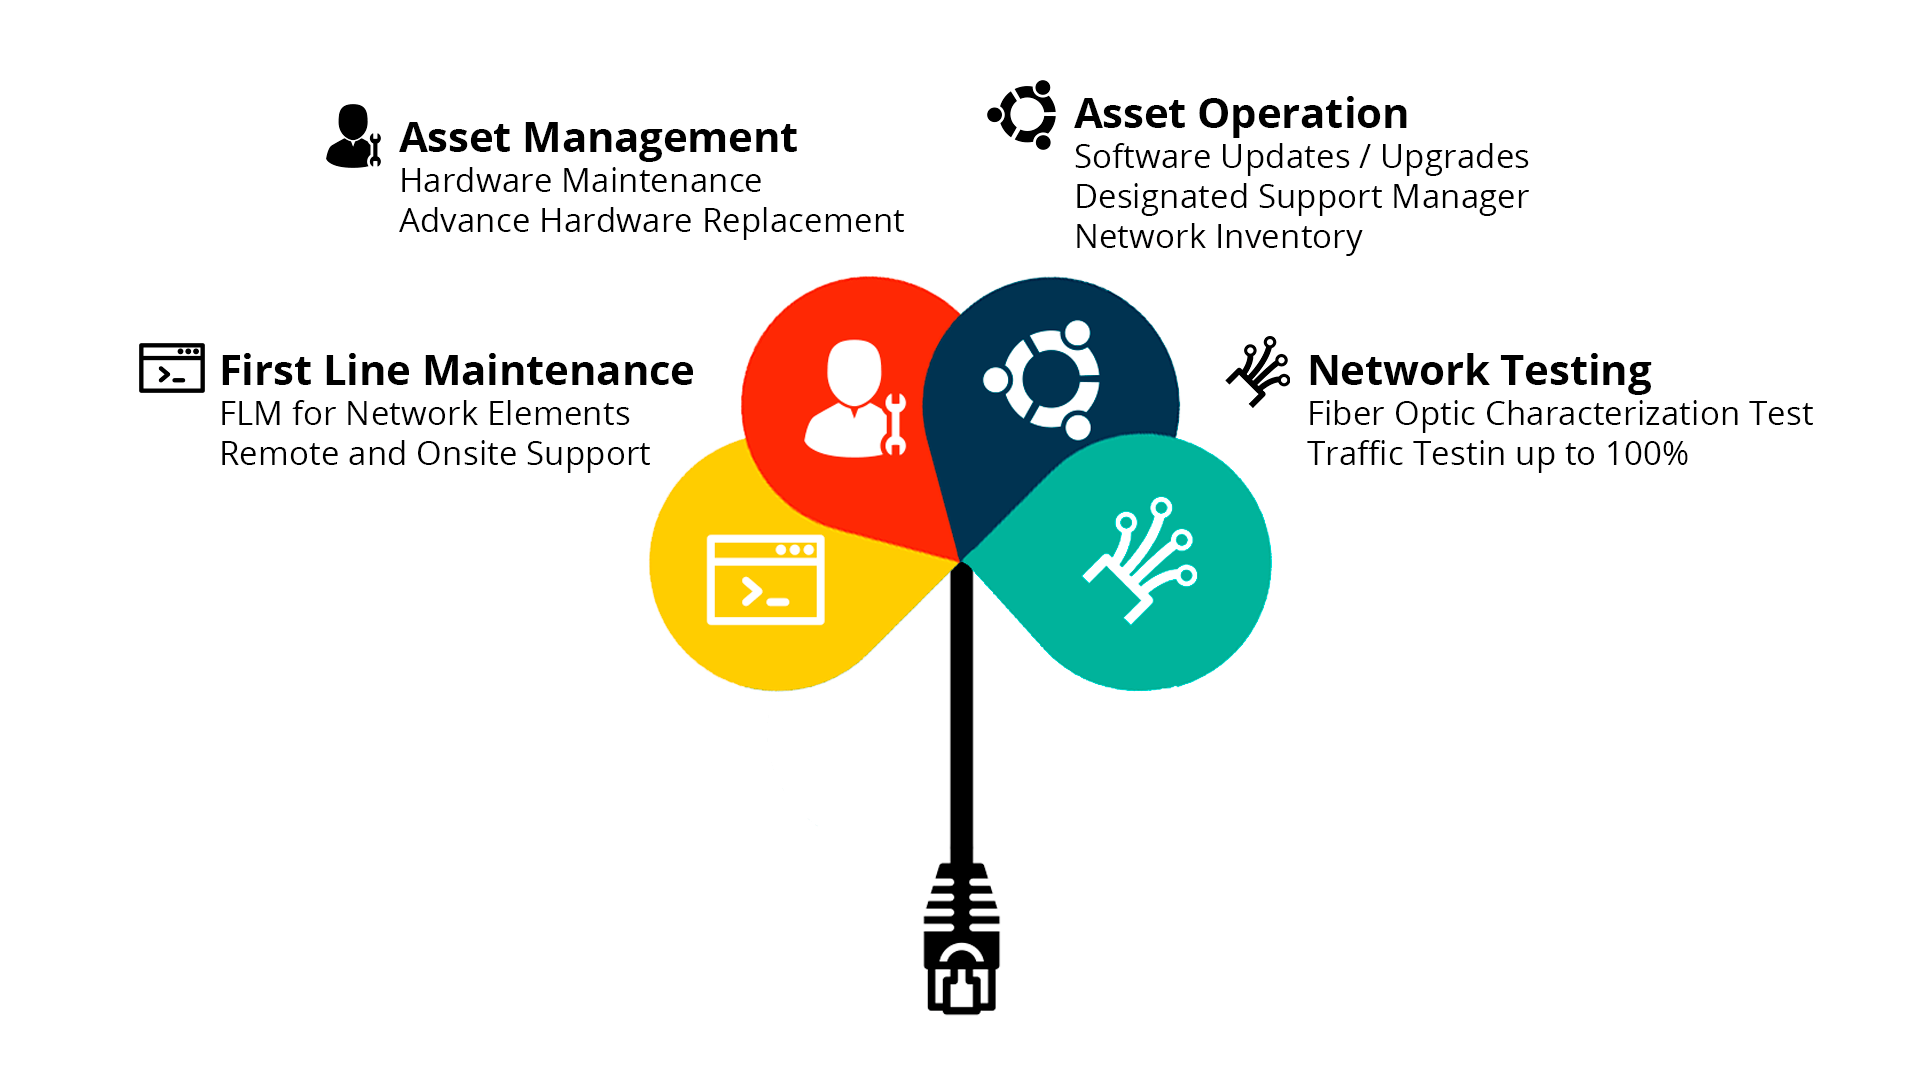 Asset Management
Hardware Maintenance
Advance Hardware Replacement
Asset Operation
Software Updates / Upgrades
Designated Support Manager
Network Inventory
First Line Maintenance
FLM for Network Elements
Remote and Onsite Support
Network Testing
Fiber Optic Characterization Test
Traffic Testin up to 100%